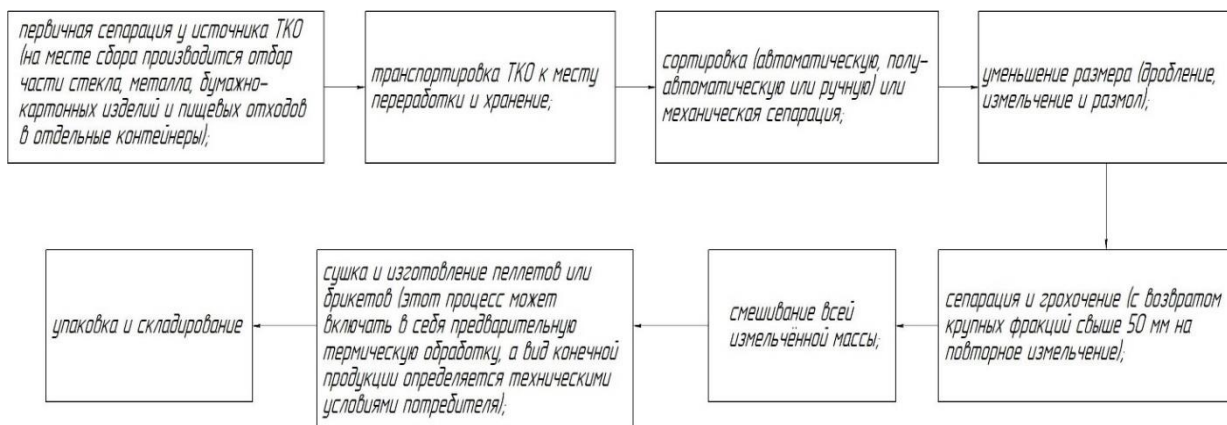 первичная сепарация у источника ТКО
(на месте сбора производится отбор
части стекла, металла, бумажно-
картонных изделий и пищевых отходов
в отдельные контейнеры);
транспортировка ТКО к месту
переработки и хранение;
сортировка (автоматическую, полу-
автоматическую или ручную) или
механическая сепарация;
уменьшение размера (дробление,
измельчение и размол);
сепарация и грохочение (с возвратом
крупных фракций свыше 50 мм на
повторное измельчение);
смешивание всей
измельчённой массы;
сушка и изготовление пеллетов или
брикетов (этот процесс может
включать в себя предварительную
термическую обработку, а вид конечной
продукции определяется техническими
условиями потребителя);
упаковка и складирование